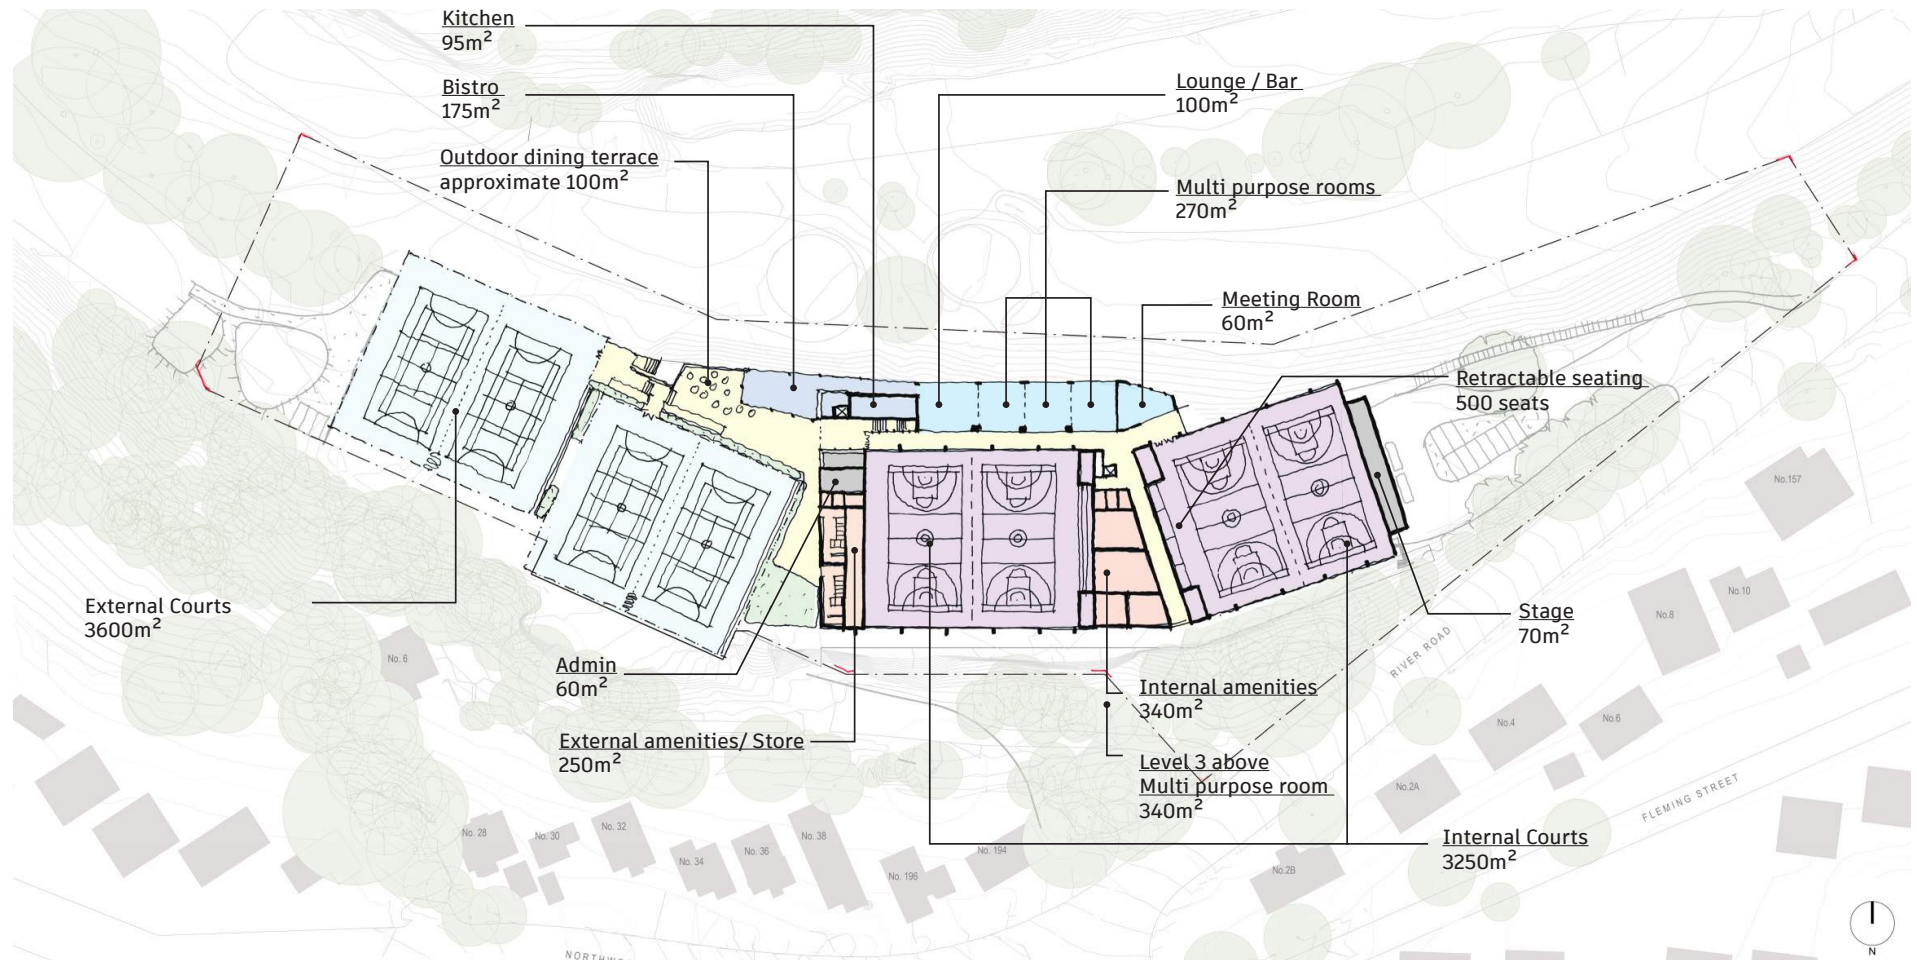 Kitchen
95m²
Bistro
175m²
Outdoor dining terrace
approximate 100m²
Lounge / Bar
100m²
Multi purpose rooms
270m²
Meeting Room
60m²
Retractable seating
500 seats
External Courts
3600m²
Admin
60m²
External amenities/ Store
250m²
Internal amenities
340m²
Level 3 above
Multi purpose room
340m²
Stage
70m²
Internal Courts
3250m²
No.157
No.10
No.8
No.6
No.4
No.2A
No.2B
RIVER ROAD
FLEMING STREET
No. 6
No. 28
No. 30
No. 32
No. 34
No. 36
No. 38
No. 196
No. 194
N